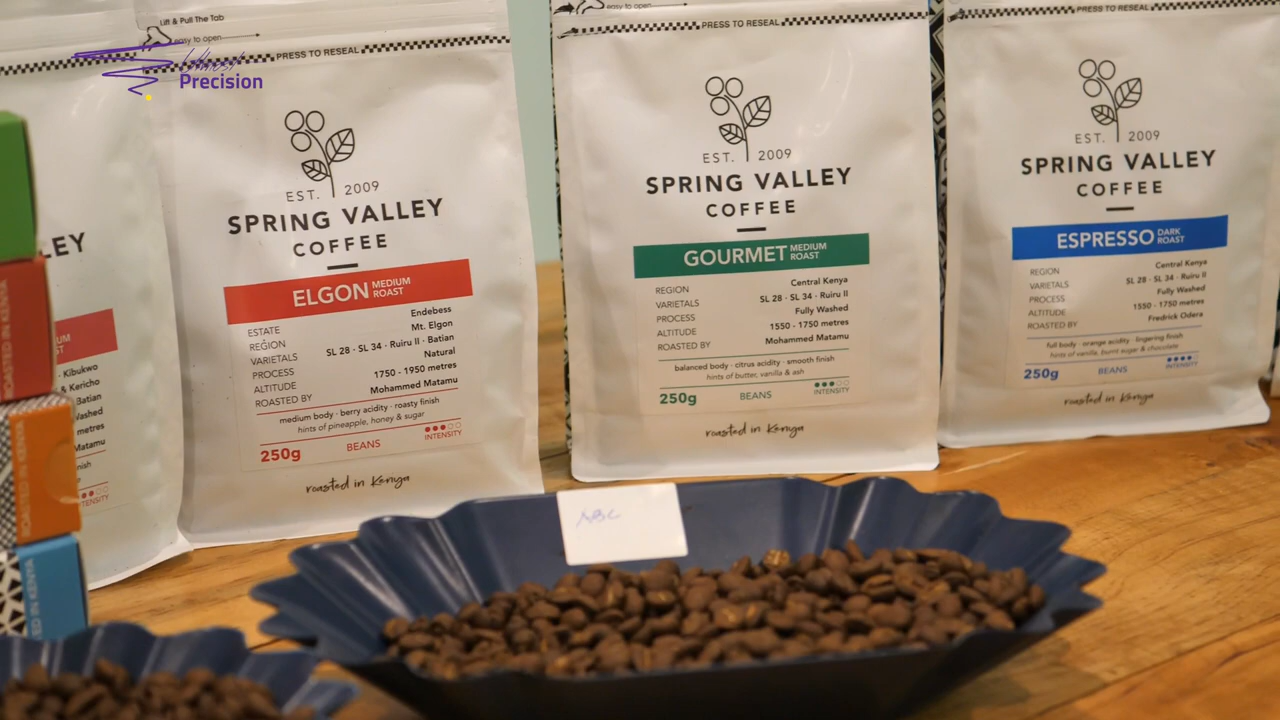 Utmost
Precision
LEY
UM
ST
- Kibukwo
& Kericho
Batian
Washed
Matamu
finish
INTENSITY
ROASTED IN KENYA
ROASTED IN KENYA
ED IN KENYA
Lift & Pull The Tab
easy to open
PRESS TO RESEAL
EST. 2009
SPRING VALLEY
COFFEE
ELGON MEDIUM ROAST
ESTATE Endebess
REGION Mt. Elgon
VARIETALS SL 28 · SL 34 · Ruiru II · Batian
PROCESS Natural
ALTITUDE 1750 - 1950 metres
ROASTED BY Mohammed Matamu
medium body · berry acidity · roasty finish
hints of pineapple, honey & sugar
250g BEANS INTENSITY
roasted in Kenya
easy to open
PRESS TO RESEAL
EST. 2009
SPRING VALLEY
COFFEE
GOURMET MEDIUM ROAST
REGION Central Kenya
VARIETALS SL 28 · SL 34 · Ruiru II
PROCESS Fully Washed
ALTITUDE 1550 - 1750 metres
ROASTED BY Mohammed Matamu
balanced body · citrus acidity · smooth finish
hints of butter, vanilla & ash
250g BEANS INTENSITY
roasted in Kenya
PRESS TO RESEAL
EST. 2009
SPRING VALLEY
COFFEE
ESPRESSO DARK ROAST
REGION Central Kenya
VARIETALS SL 28 · SL 34 · Ruiru II
PROCESS Fully Washed
ALTITUDE 1550 - 1750 metres
ROASTED BY Fredrick Odera
full body · orange acidity · lingering finish
hints of vanilla, burnt sugar & chocolate
250g BEANS INTENSITY
roasted in Kenya
ABC